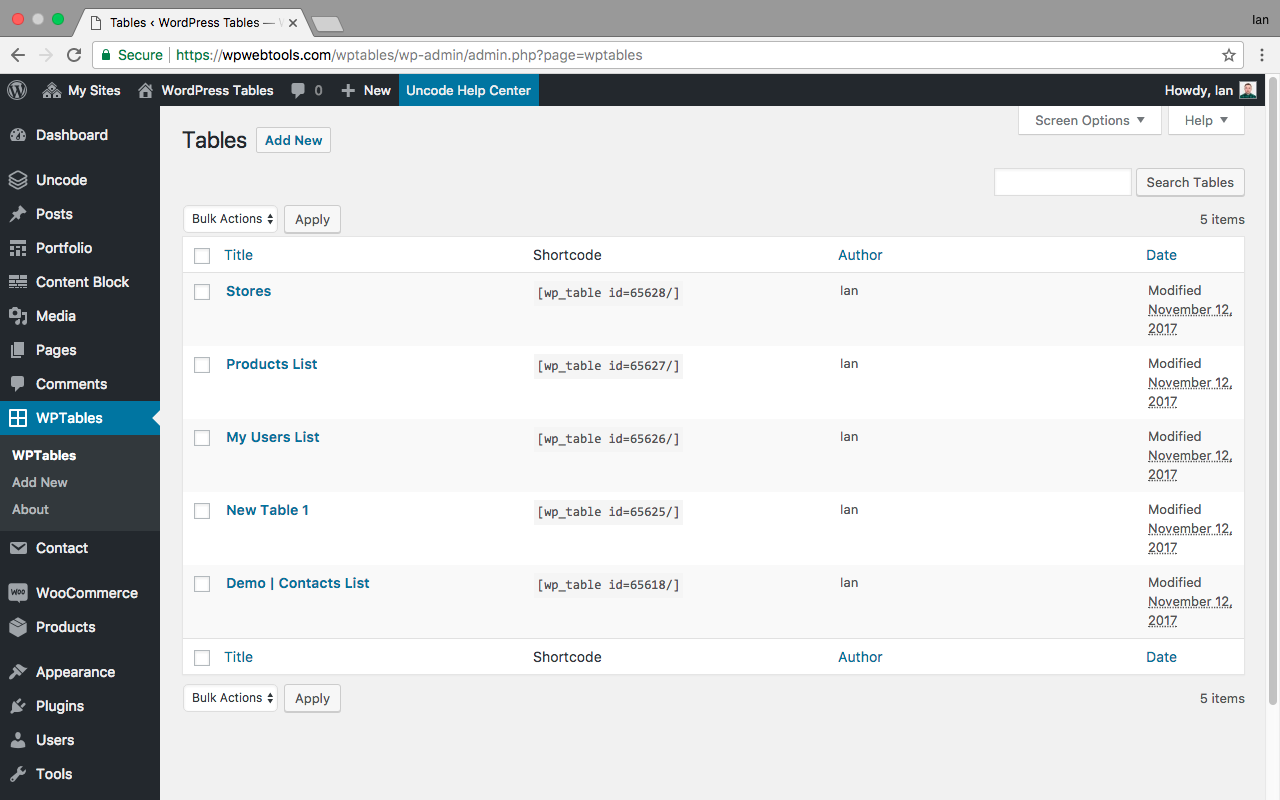 Ian
Tables ‹ WordPress Tables —
Secure https://wpwebtools.com/wptables/wp-admin/admin.php?page=wptables
My Sites WordPress Tables 0 New Uncode Help Center Howdy, Ian
Screen Options Help
Dashboard
Uncode
Posts
Portfolio
Content Block
Media
Pages
Comments
WPTables
WPTables
Add New
About
Contact
WOO WooCommerce
Products
Appearance
Plugins
Users
Tools
Tables Add New
Search Tables
Bulk Actions Apply 5 items
Title Shortcode Author Date
Stores [wp_table id=65628/] Ian Modified
November 12,
2017
Products List [wp_table id=65627/] Ian Modified
November 12,
2017
My Users List [wp_table id=65626/] Ian Modified
November 12,
2017
New Table 1 [wp_table id=65625/] Ian Modified
November 12,
2017
Demo | Contacts List [wp_table id=65618/] Ian Modified
November 12,
2017
Title Shortcode Author Date
Bulk Actions Apply 5 items